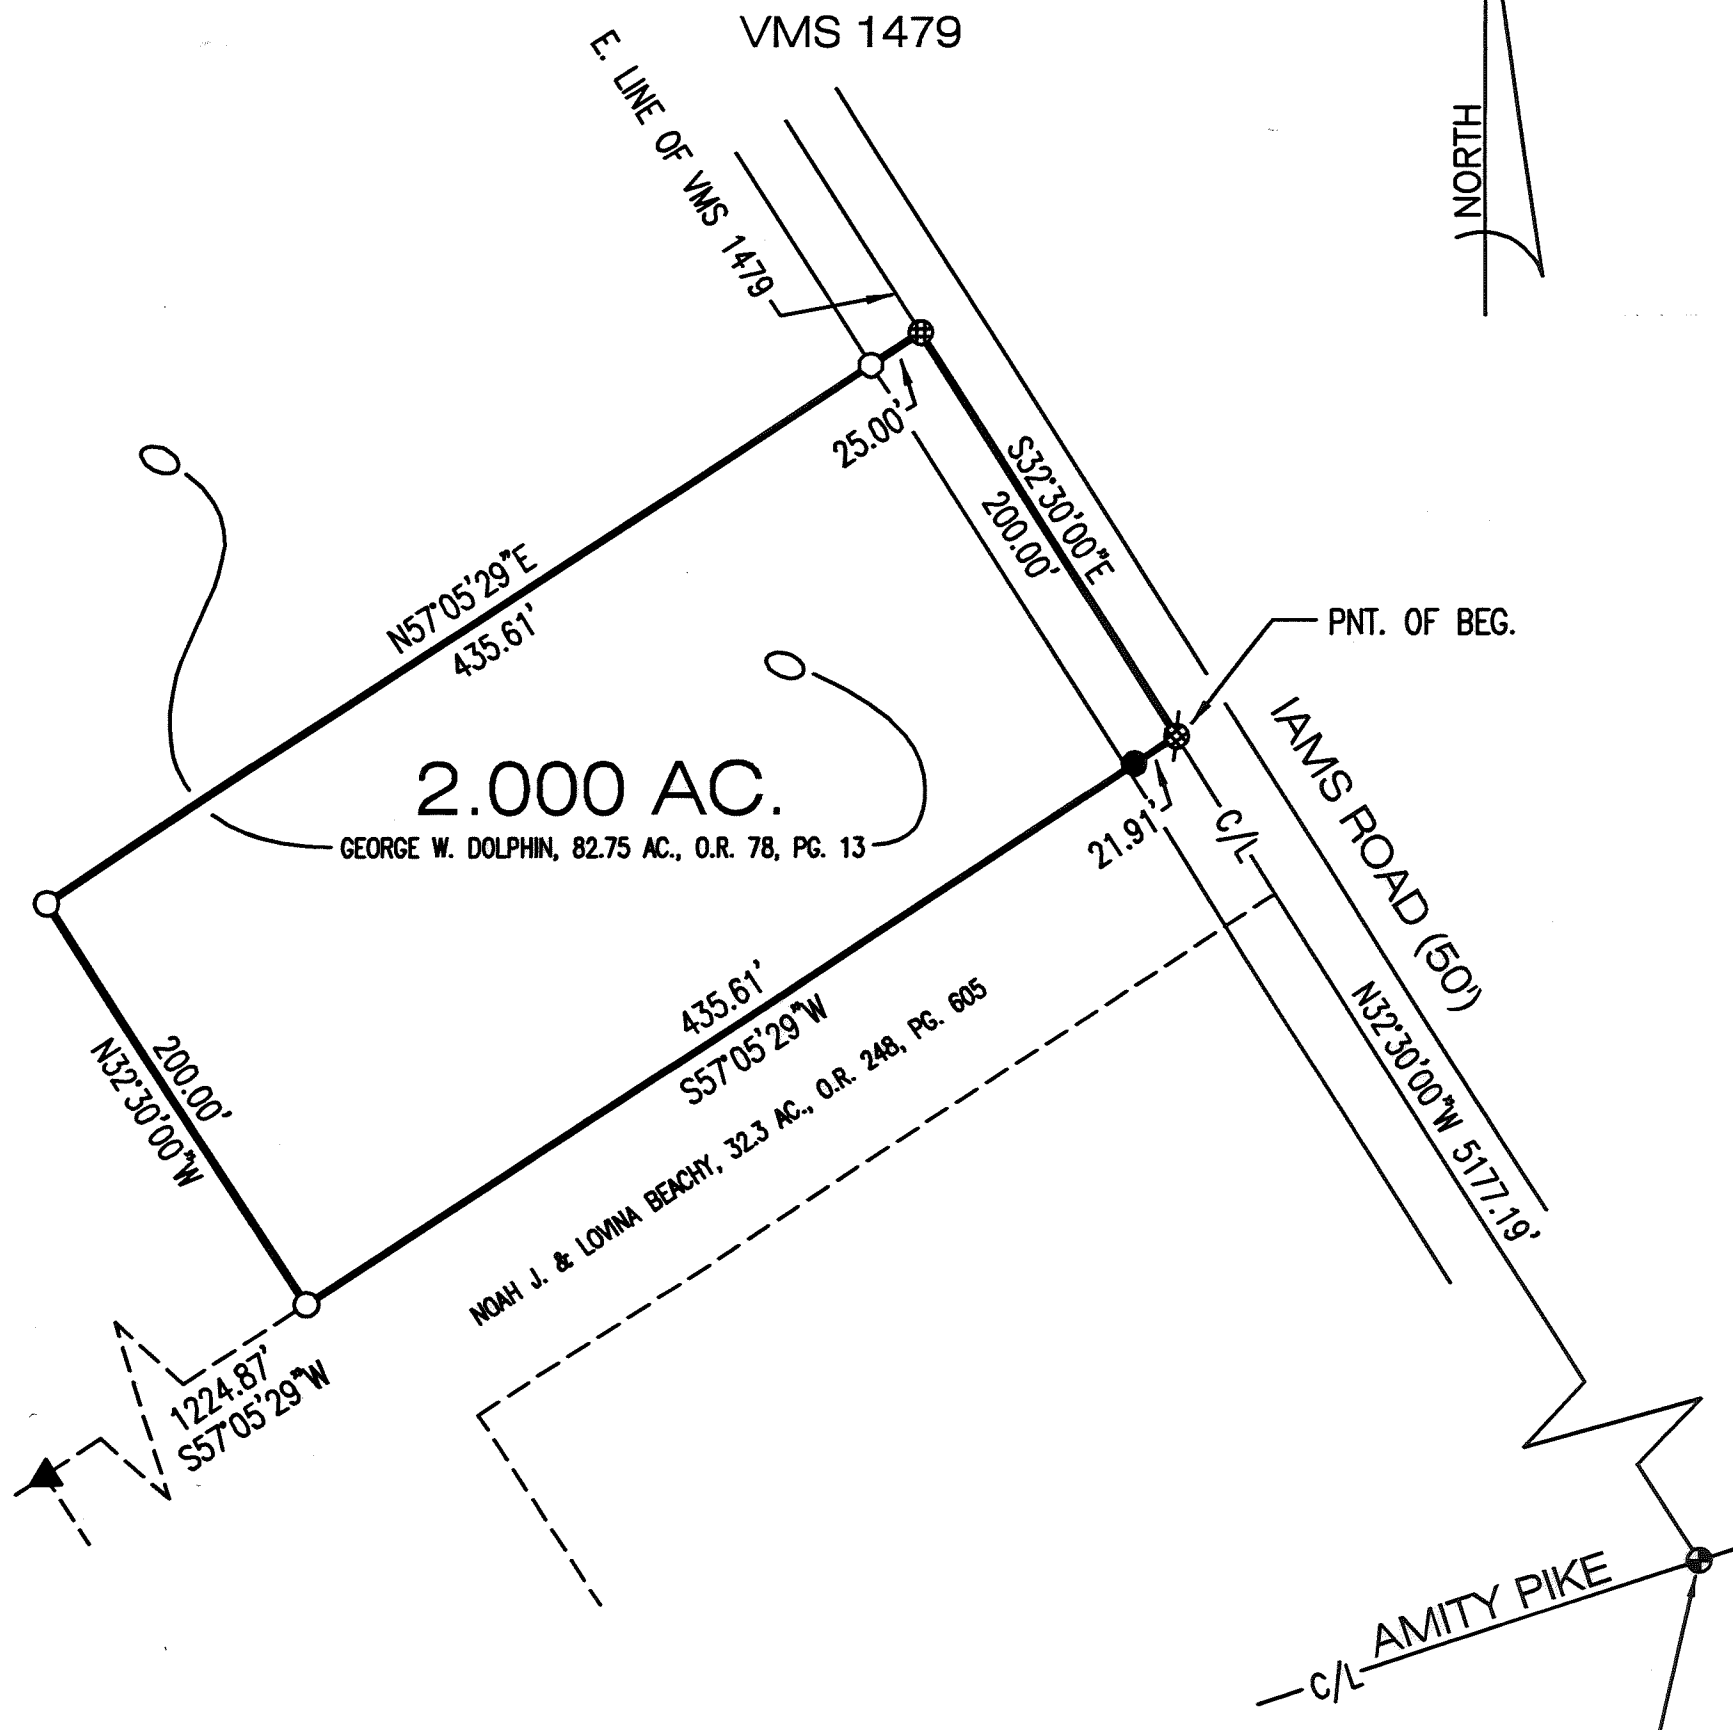 VMS 1479
E. LINE OF VMS 1479
NORTH
25.00'
S32°30'00"E
200.00'
N57°05'29"E
435.61'
PNT. OF BEG.
2.000 AC.
GEORGE W. DOLPHIN, 82.75 AC., O.R. 78, PG. 13
21.91'
C/L
IAMS ROAD (50')
435.61'
S57°05'29"W
NOAH J. & LOVINA BEACHY, 32.3 AC., O.R. 248, PG. 605
N32°30'00"W 5177.19'
200.00'
N32°30'00"W
1224.87'
S57°05'29"W
AMITY PIKE
C/L